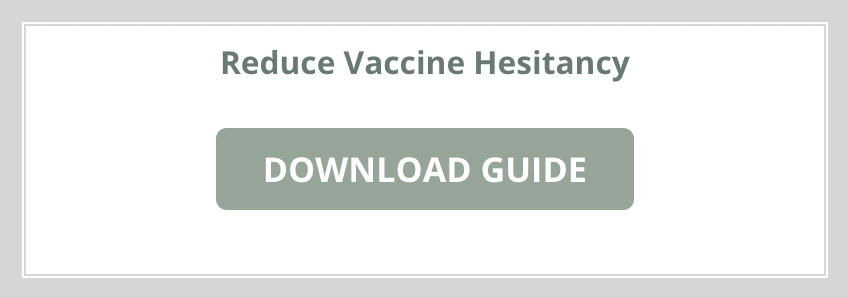 Reduce Vaccine Hesitancy
DOWNLOAD GUIDE